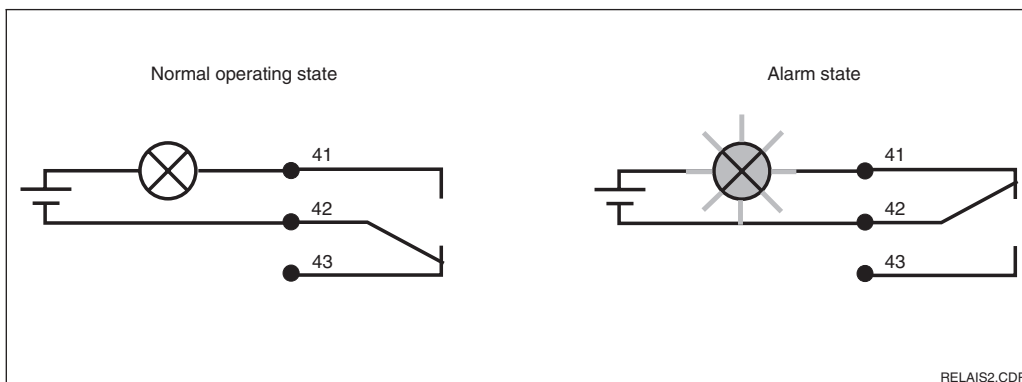 Normal operating state
Alarm state
41
42
43
41
42
43
RELAIS2.CDR